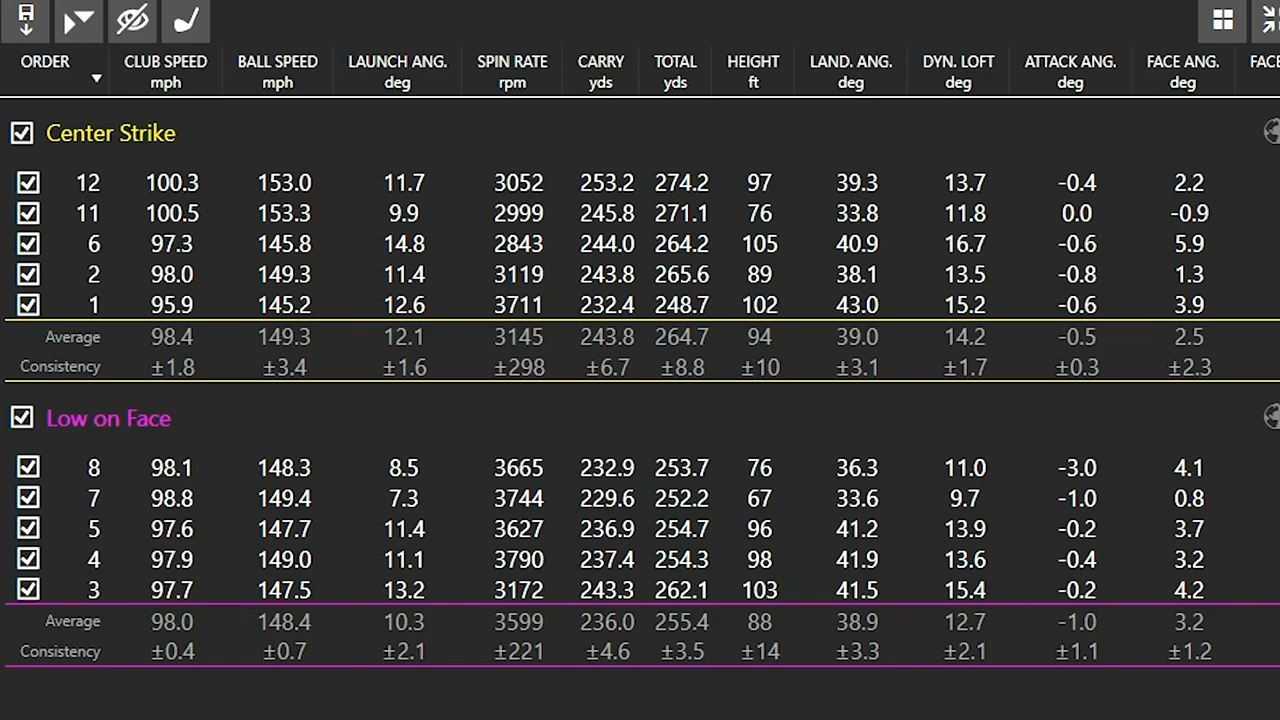 ORDER CLUB SPEED BALL SPEED LAUNCH ANG. SPIN RATE CARRY TOTAL HEIGHT LAND. ANG. DYN. LOFT ATTACK ANG. FACE ANG. FACE
mph mph deg rpm yds yds ft deg deg deg deg
Center Strike
12 100.3 153.0 11.7 3052 253.2 274.2 97 39.3 13.7 -0.4 2.2
11 100.5 153.3 9.9 2999 245.8 271.1 76 33.8 11.8 0.0 -0.9
6 97.3 145.8 14.8 2843 244.0 264.2 105 40.9 16.7 -0.6 5.9
2 98.0 149.3 11.4 3119 243.8 265.6 89 38.1 13.5 -0.8 1.3
1 95.9 145.2 12.6 3711 232.4 248.7 102 43.0 15.2 -0.6 3.9
Average 98.4 149.3 12.1 3145 243.8 264.7 94 39.0 14.2 -0.5 2.5
Consistency ±1.8 ±3.4 ±1.6 ±298 ±6.7 ±8.8 ±10 ±3.1 ±1.7 ±0.3 ±2.3
Low on Face
8 98.1 148.3 8.5 3665 232.9 253.7 76 36.3 11.0 -3.0 4.1
7 98.8 149.4 7.3 3744 229.6 252.2 67 33.6 9.7 -1.0 0.8
5 97.6 147.7 11.4 3627 236.9 254.7 96 41.2 13.9 -0.2 3.7
4 97.9 149.0 11.1 3790 237.4 254.3 98 41.9 13.6 -0.4 3.2
3 97.7 147.5 13.2 3172 243.3 262.1 103 41.5 15.4 -0.2 4.2
Average 98.0 148.4 10.3 3599 236.0 255.4 88 38.9 12.7 -1.0 3.2
Consistency ±0.4 ±0.7 ±2.1 ±221 ±4.6 ±3.5 ±14 ±3.3 ±2.1 ±1.1 ±1.2